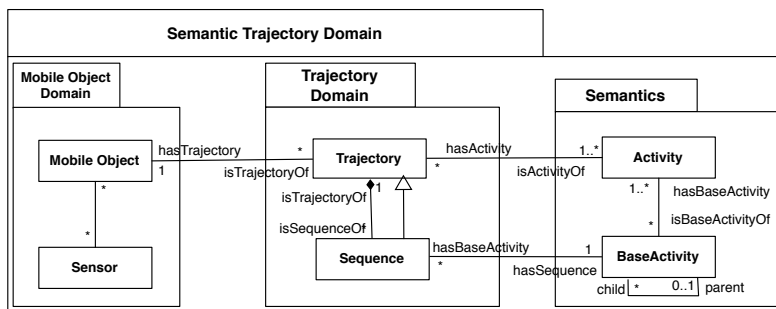 Semantic Trajectory Domain
Mobile Object
Domain
Trajectory
Domain
Semantics
Mobile Object
hasTrajectory
1
*
isTrajectoryOf
Trajectory
hasActivity
*
1..*
isActivityOf
Activity
*
*
Sensor
isTrajectoryOf
1
isSequenceOf
*
Sequence
1..*
hasBaseActivity
*
isBaseActivityOf
hasBaseActivity
*
1
hasSequence
BaseActivity
child
*
0..1
parent